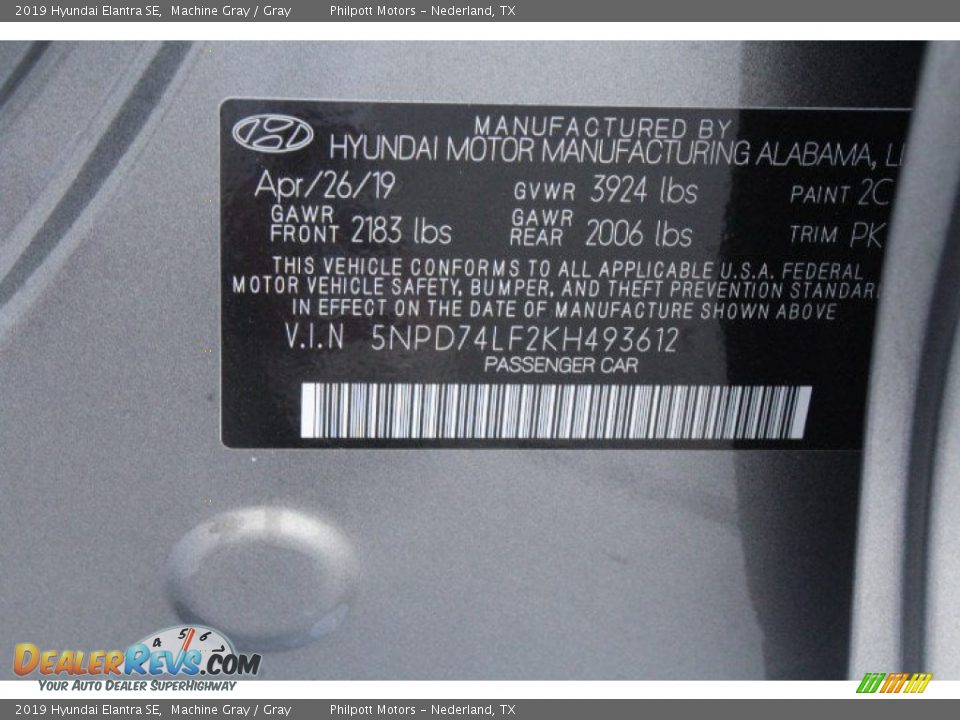 2019 Hyundai Elantra SE, Machine Gray / Gray Philpott Motors - Nederland, TX
MANUFACTURED BY
HYUNDAI MOTOR MANUFACTURING ALABAMA,
Apr/26/19 GVWR 3924 lbs PAINT 2C
GAWR FRONT 2183 lbs GAWR REAR 2006 lbs TRIM PK
THIS VEHICLE CONFORMS TO ALL APPLICABLE U.S.A. FEDERAL
MOTOR VEHICLE SAFETY, BUMPER, AND THEFT PREVENTION STANDAR
IN EFFECT ON THE DATE OF MANUFACTURE SHOWN ABOVE
V.I.N 5NPD74LF2KH493612
PASSENGER CAR
4 5 6 7
DEALERREVS.COM
YOUR AUTO DEALER SUPERHIGHWAY
2019 Hyundai Elantra SE, Machine Gray / Gray Philpott Motors - Nederland, TX